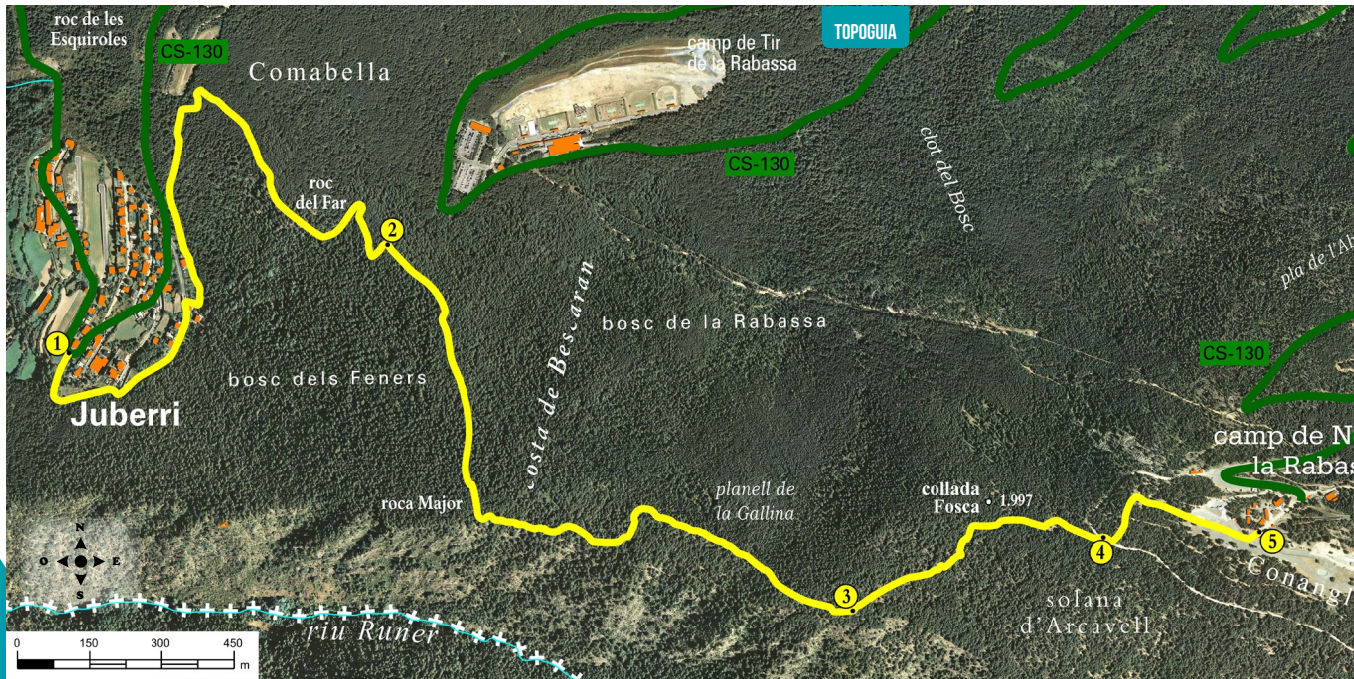 roc de les
Esquiroles
CS-130
Comabella
camp de Tir
de la Rabassa
TOPOGUIA
CS-130
clot del Bosc
roc
del Far
2
pla de l'
Costa de Bescaran
bosc de la Rabassa
1
CS-130
bosc dels Feners
Juberri
camp de N
la Rabas
roca Major
planell de
la Gallina
collada
Fosca
1.997
4
5
Conangl
3
solana
d'Arcavell
N
O
E
S
riu Runer
0 150 300 450
m